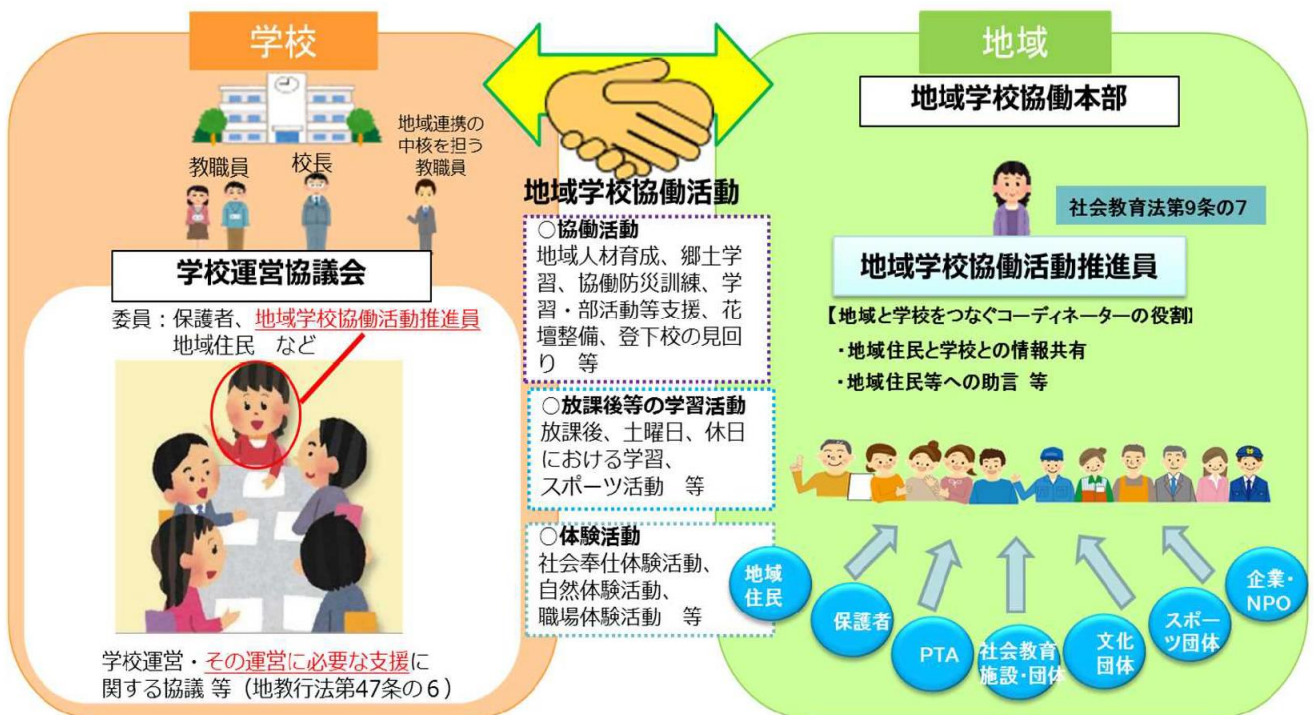 学校
地域連携の
中核を担う
教職員
教職員
校長
学校運営協議会
委員：保護者、地域学校協働活動推進員
地域住民　など
学校運営・その運営に必要な支援に
関する協議 等（地教行法第47条の６）
地域学校協働活動
○協働活動
地域人材育成、郷土学
習、協働防災訓練、学
習・部活動等支援、花
壇整備、登下校の見回
り　等
○放課後等の学習活動
放課後、土曜日、休日
における学習、
スポーツ活動　等
○体験活動
社会奉仕体験活動、
自然体験活動、
職場体験活動　等
地域
地域学校協働本部
社会教育法第9条の7
地域学校協働活動推進員
【地域と学校をつなぐコーディネーターの役割】
・地域住民と学校との情報共有
・地域住民等への助言 等
地域
住民
保護者
PTA
社会教育
施設・団体
文化
団体
スポー
ツ団体
企業・
NPO